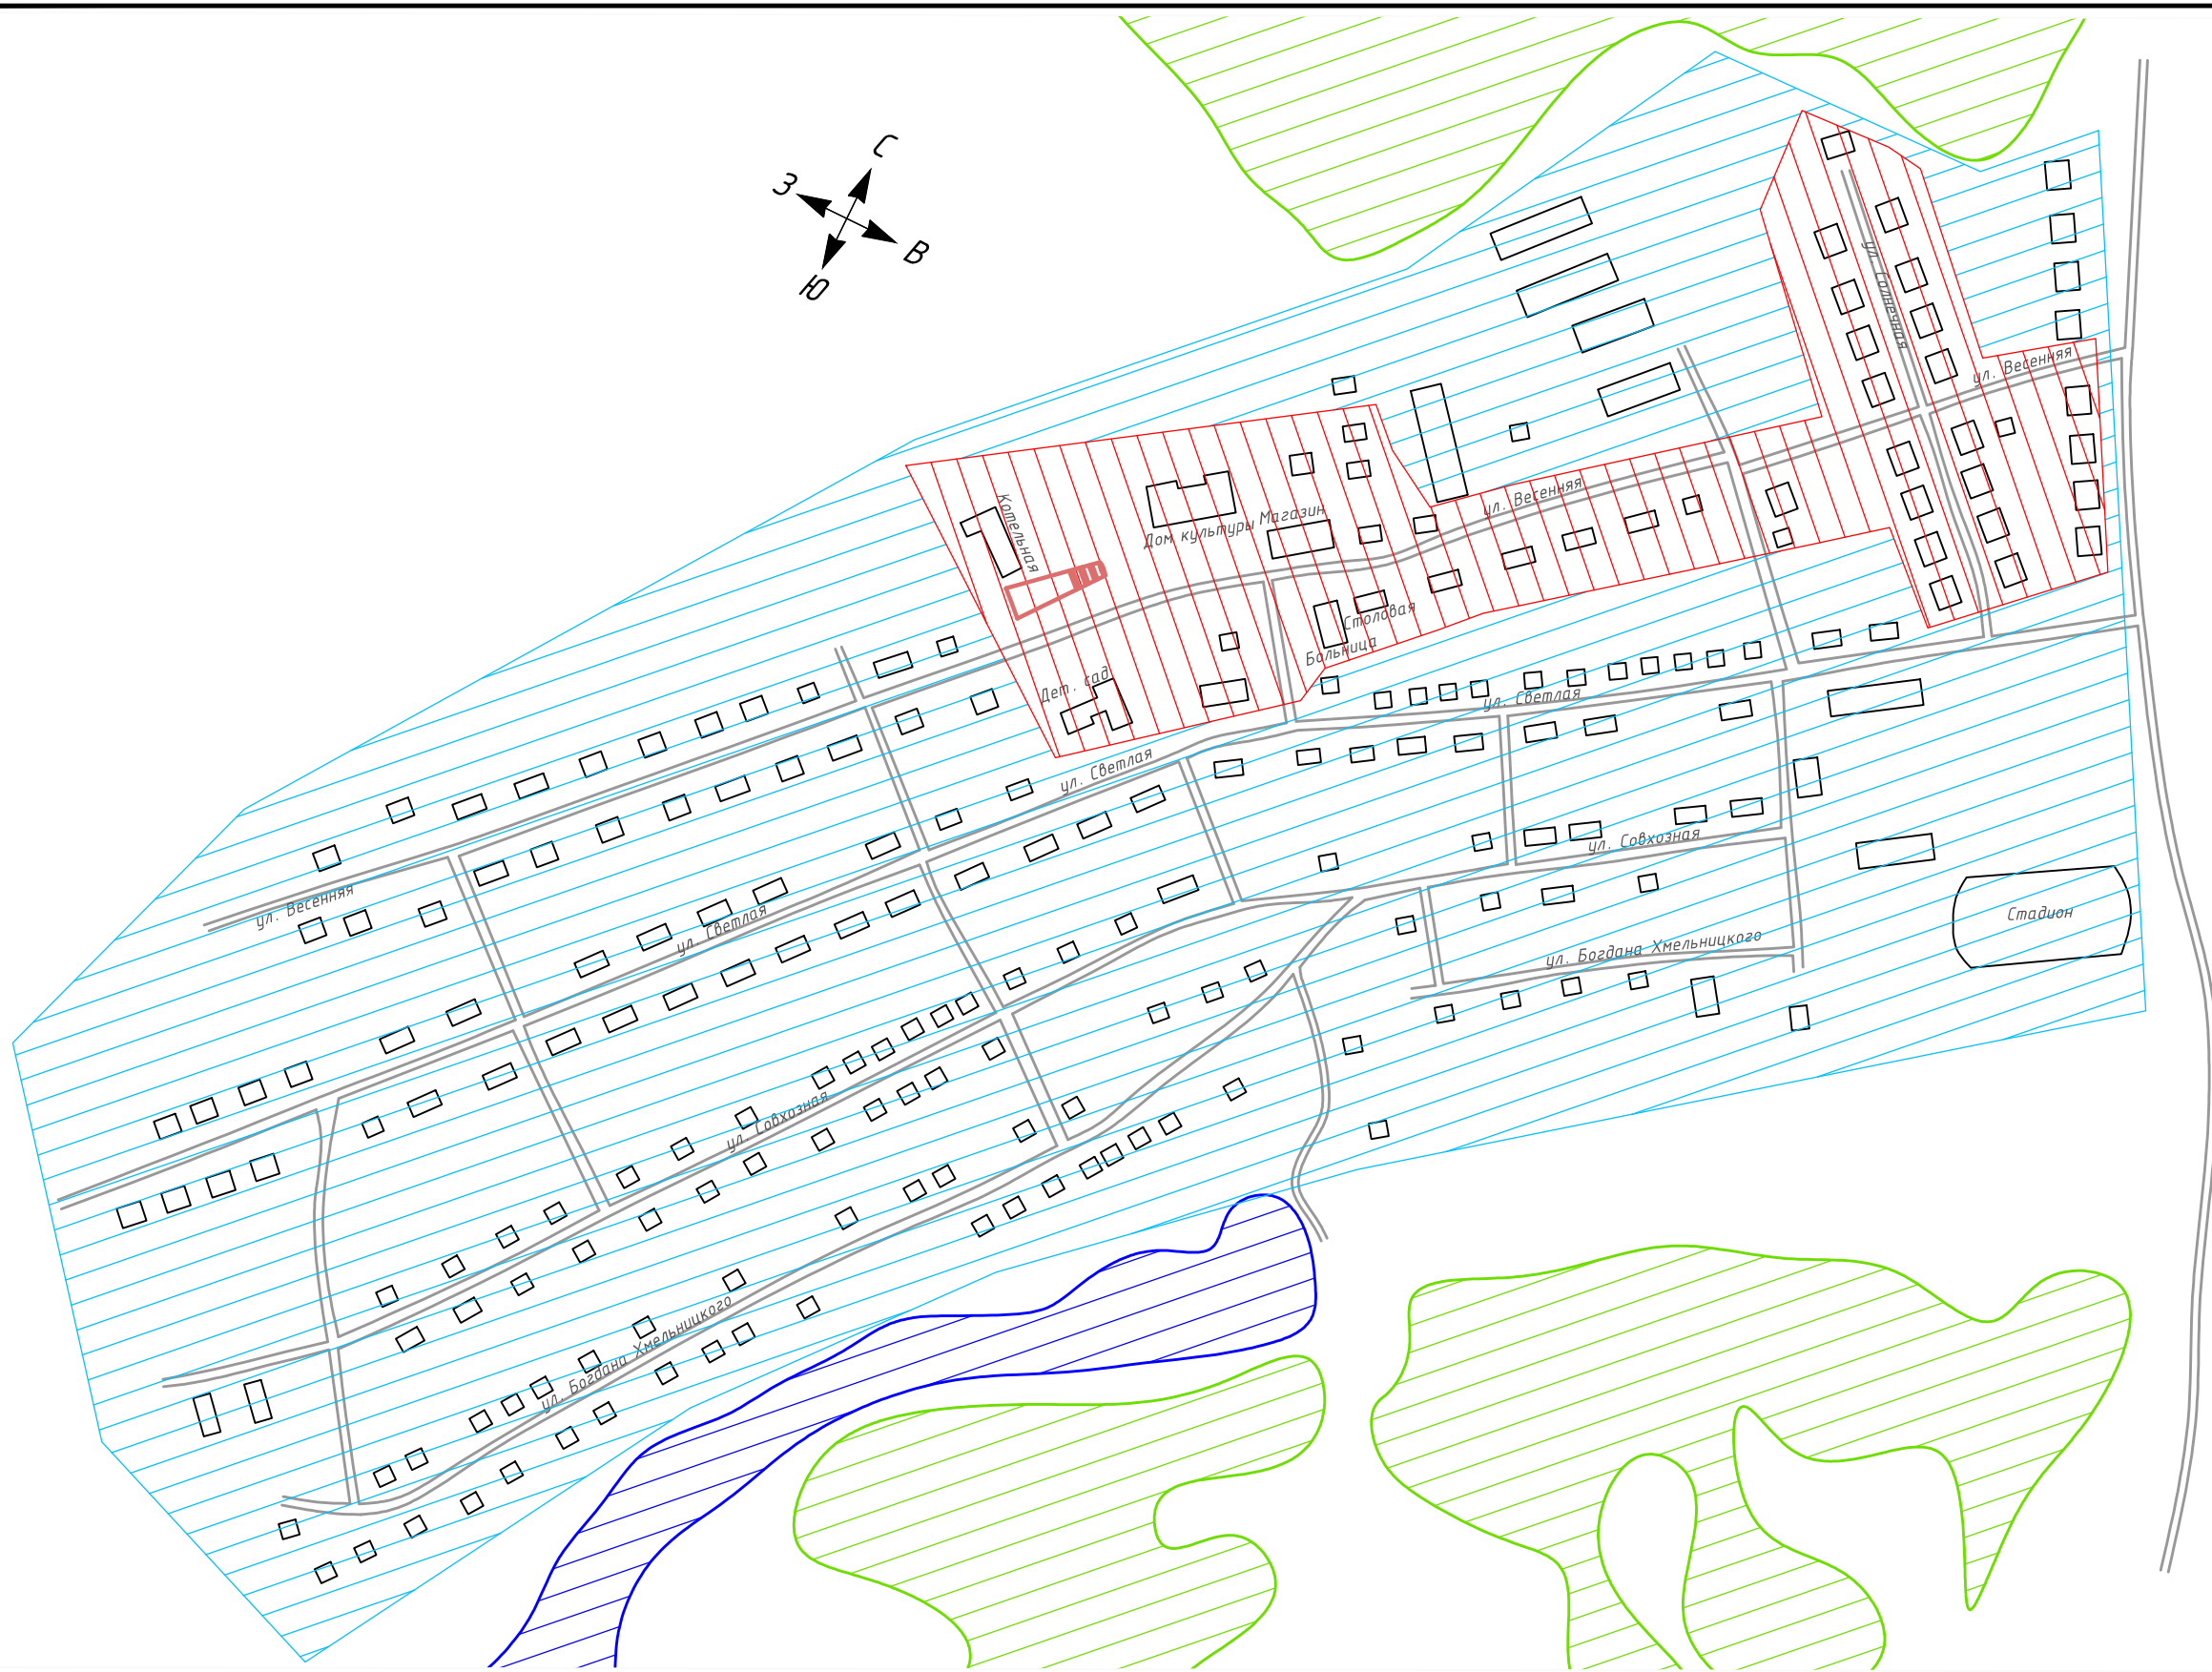 С
З
В
Ю
ул. Солнечная
ул. Весенняя
Котельная
ул. Весенняя
Дом культуры
Магазин
Столовая
Больница
Дет. сад
ул. Светлая
ул. Светлая
ул. Совхозная
ул. Весенняя
ул. Светлая
Стадион
ул. Богдана Хмельницкого
ул. Совхозная
ул. Богдана Хмельницкого